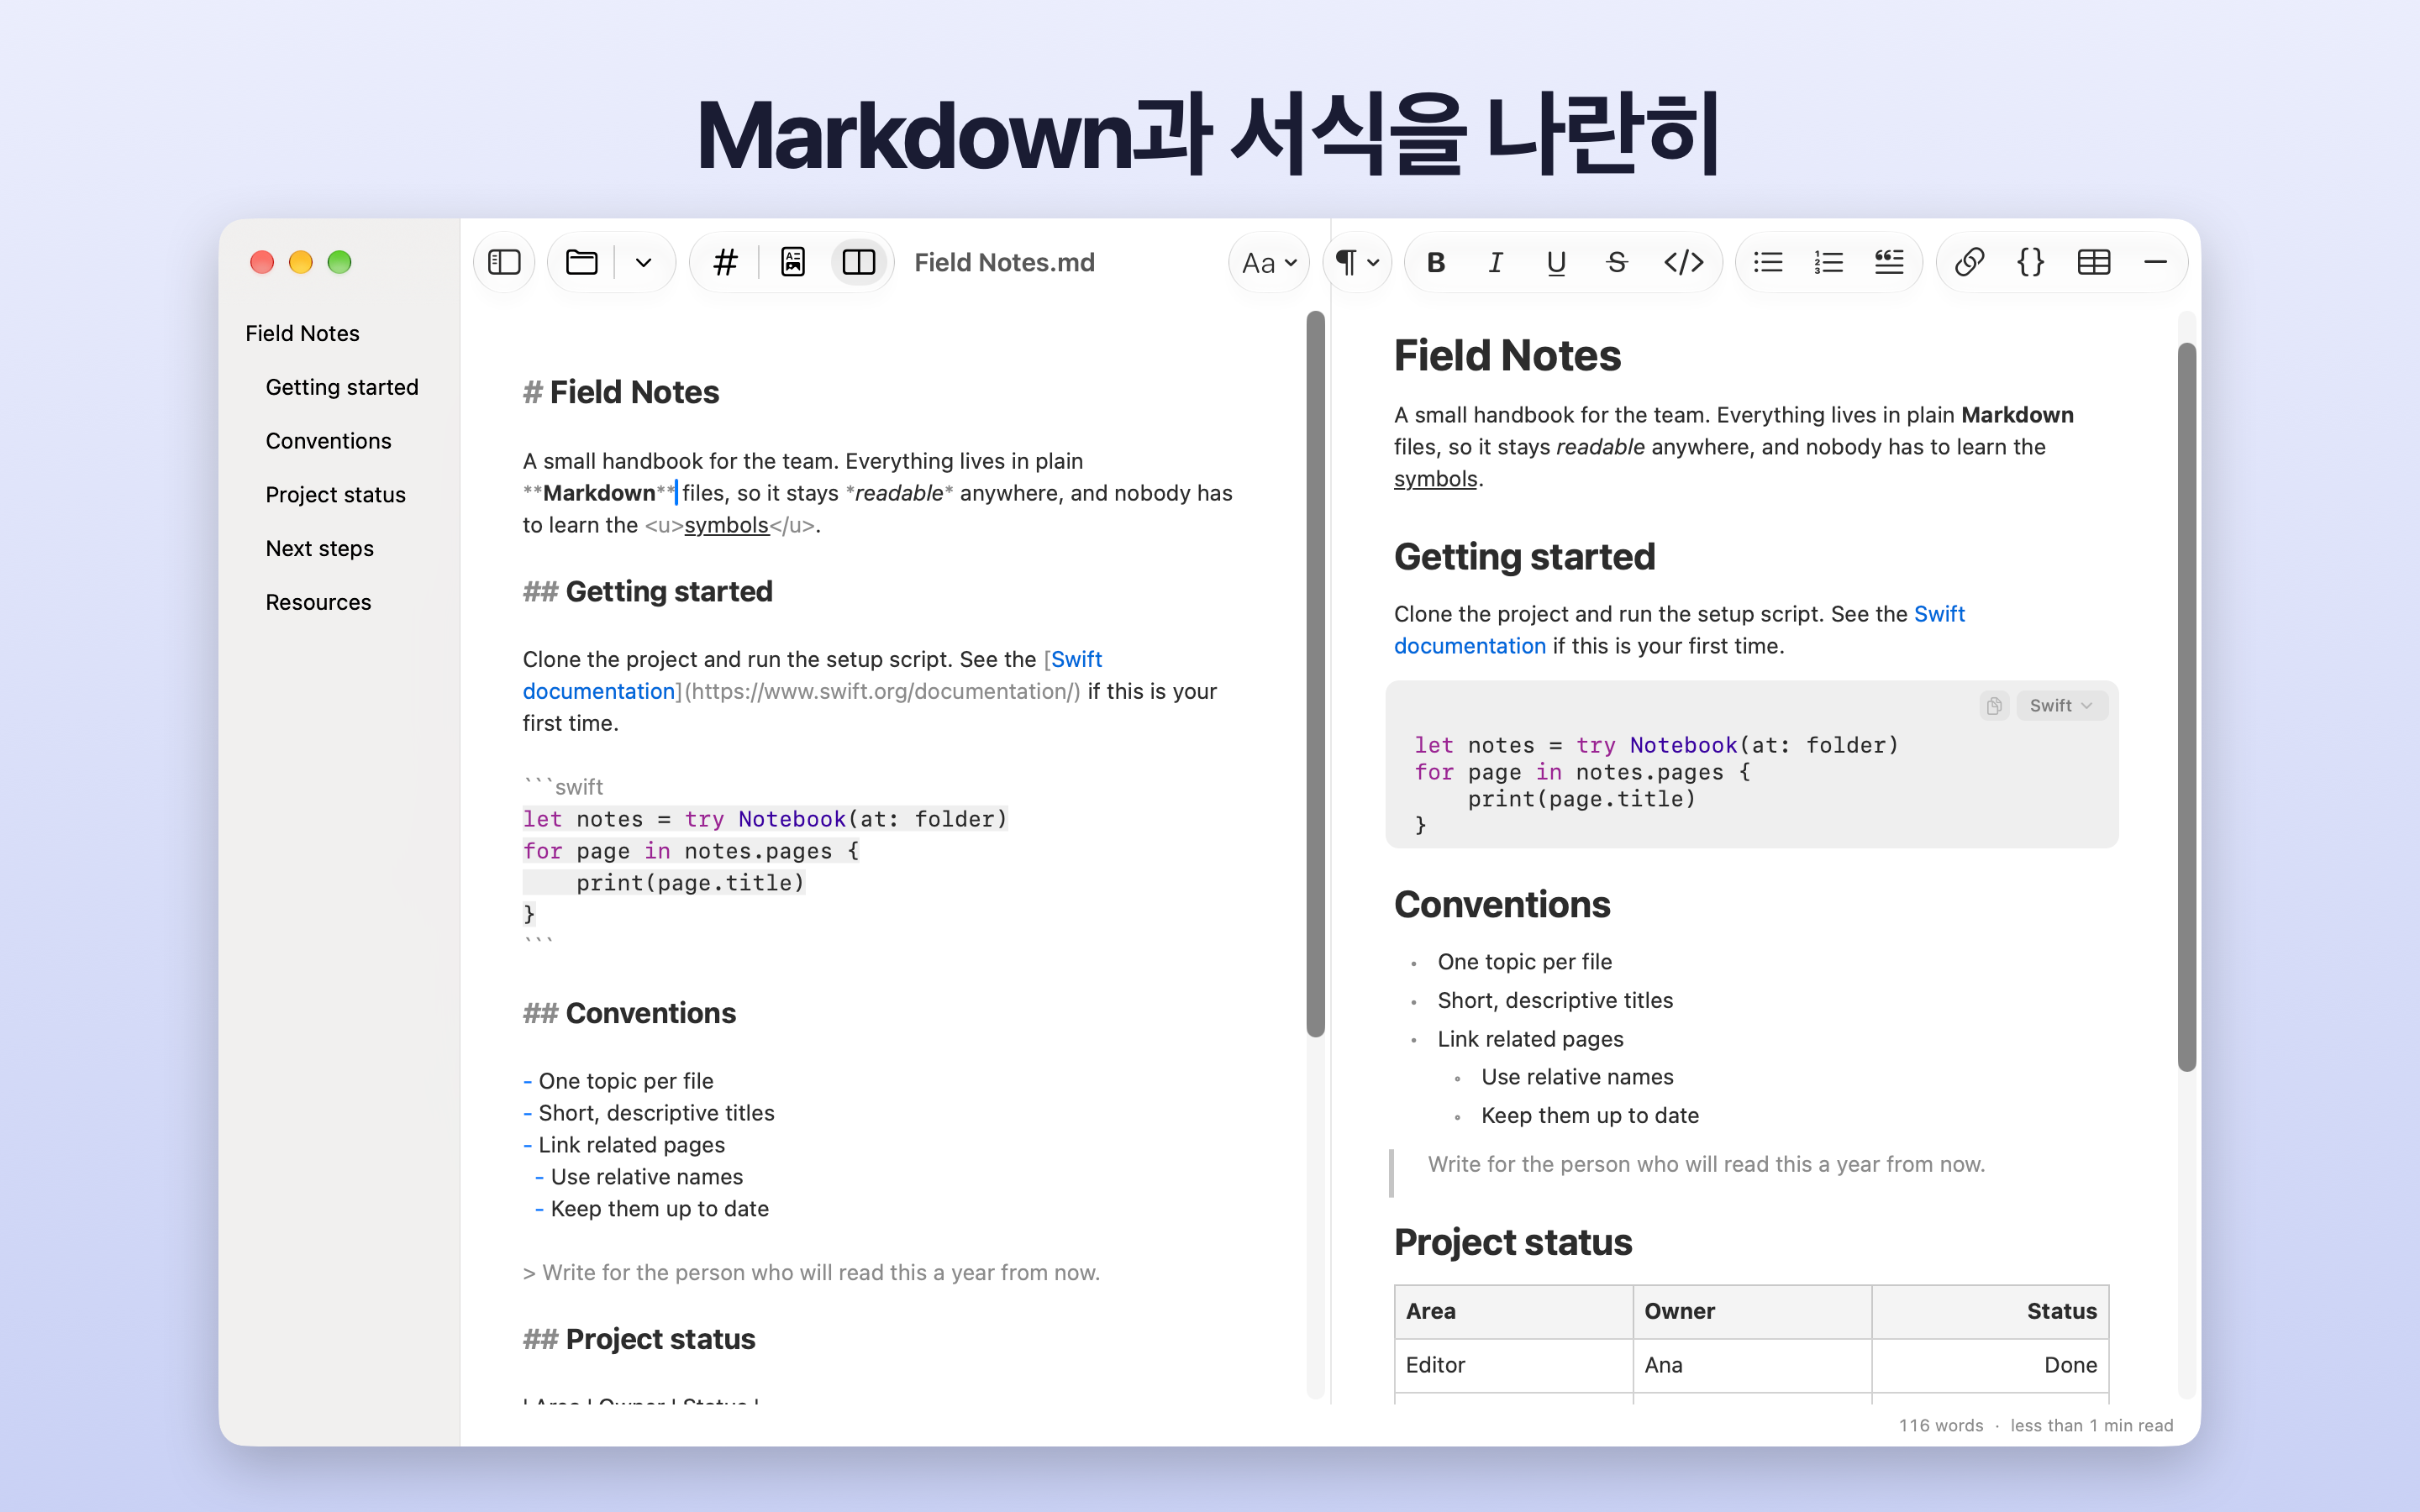 Markdown과 서식을 나란히
Field Notes.md
Aa
¶
B I U S </>
{}
Field Notes
Getting started
Conventions
Project status
Next steps
Resources
# Field Notes
A small handbook for the team. Everything lives in plain
**Markdown** files, so it stays *readable* anywhere, and nobody has
to learn the <u>symbols</u>.
## Getting started
Clone the project and run the setup script. See the [Swift
documentation](https://www.swift.org/documentation/) if this is your
first time.
```swift
let notes = try Notebook(at: folder)
for page in notes.pages {
    print(page.title)
}
```
## Conventions
- One topic per file
- Short, descriptive titles
- Link related pages
  - Use relative names
  - Keep them up to date
> Write for the person who will read this a year from now.
## Project status
| Area | Owner | Status |
Field Notes
A small handbook for the team. Everything lives in plain Markdown
files, so it stays readable anywhere, and nobody has to learn the
symbols.
Getting started
Clone the project and run the setup script. See the Swift
documentation if this is your first time.
Swift
let notes = try Notebook(at: folder)
for page in notes.pages {
    print(page.title)
}
Conventions
• One topic per file
• Short, descriptive titles
• Link related pages
◦ Use relative names
◦ Keep them up to date
Write for the person who will read this a year from now.
Project status
Area Owner Status
Editor Ana Done
116 words · less than 1 min read